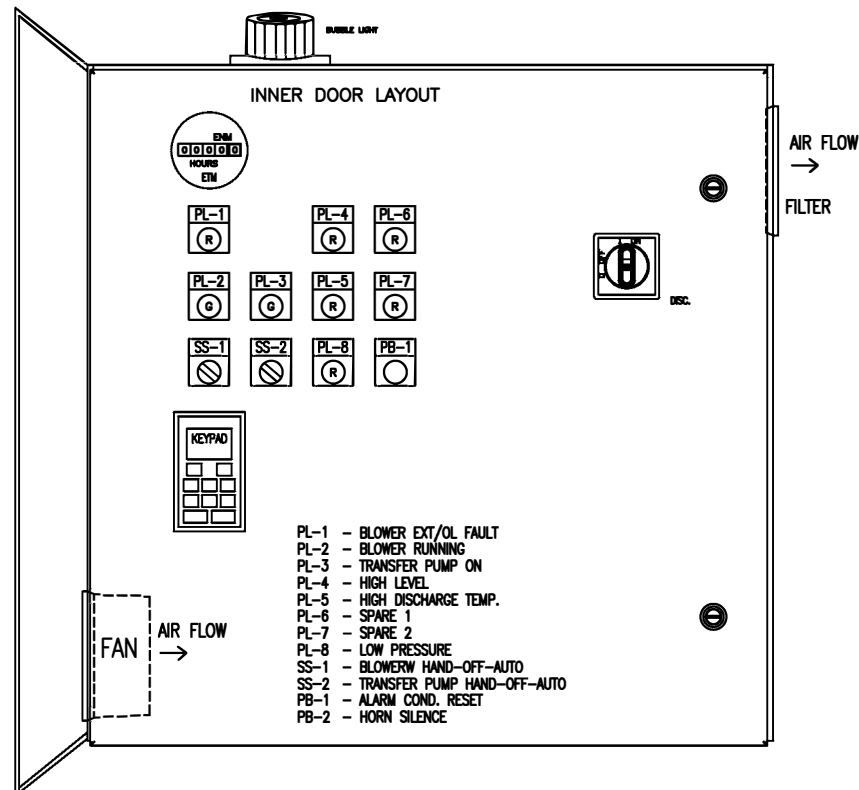 BUBBLE LIGHT
INNER DOOR LAYOUT
ENM
00000
HOURS
ETM
AIR FLOW
→
FILTER
PL-1 PL-4 PL-6
R R R
OFF ON
PL-2 PL-3 PL-5 PL-7
G G R R
DISC.
SS-1 SS-2 PL-8 PB-1
R
KEYPAD
PL-1 - BLOWER EXT/OL FAULT
PL-2 - BLOWER RUNNING
PL-3 - TRANSFER PUMP ON
PL-4 - HIGH LEVEL
PL-5 - HIGH DISCHARGE TEMP.
PL-6 - SPARE 1
PL-7 - SPARE 2
PL-8 - LOW PRESSURE
SS-1 - BLOWERW HAND-OFF-AUTO
SS-2 - TRANSFER PUMP HAND-OFF-AUTO
PB-1 - ALARM COND. RESET
PB-2 - HORN SILENCE
FAN
AIR FLOW
→